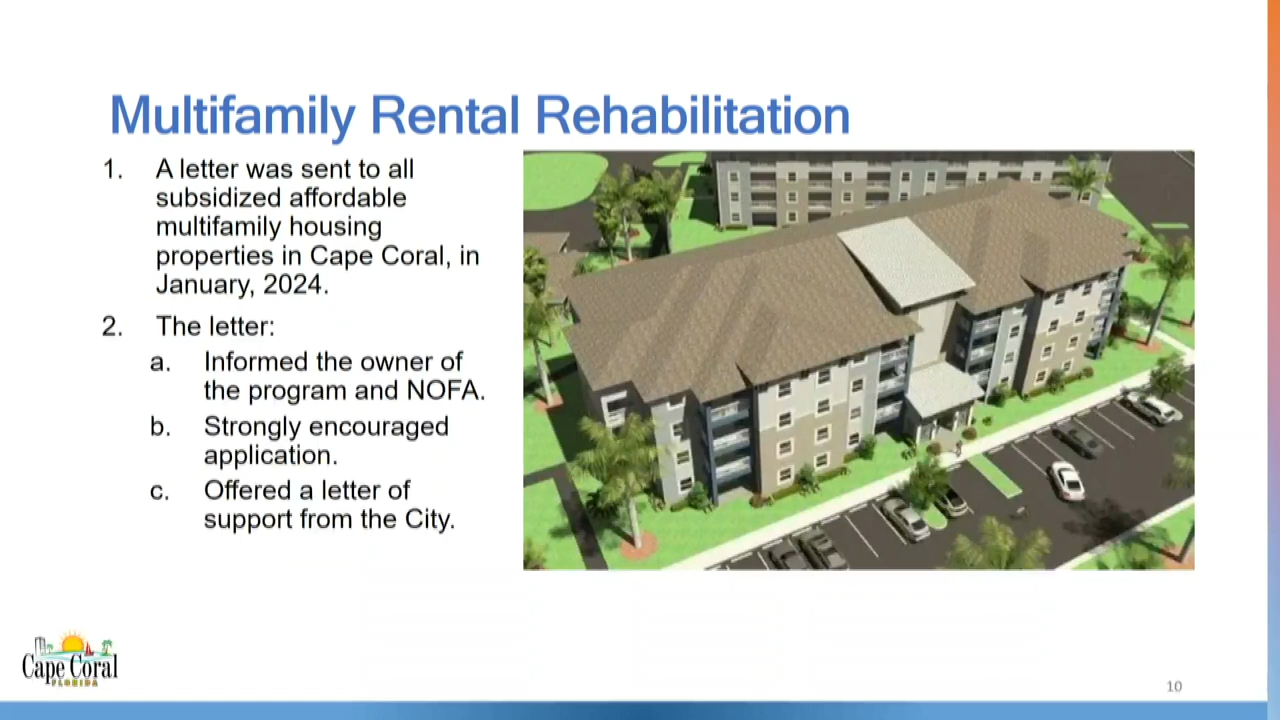 Multifamily Rental Rehabilitation
1. A letter was sent to all
subsidized affordable
multifamily housing
properties in Cape Coral, in
January, 2024.
2. The letter:
a. Informed the owner of
the program and NOFA.
b. Strongly encouraged
application.
c. Offered a letter of
support from the City.
Cape Coral
FLORIDA
10